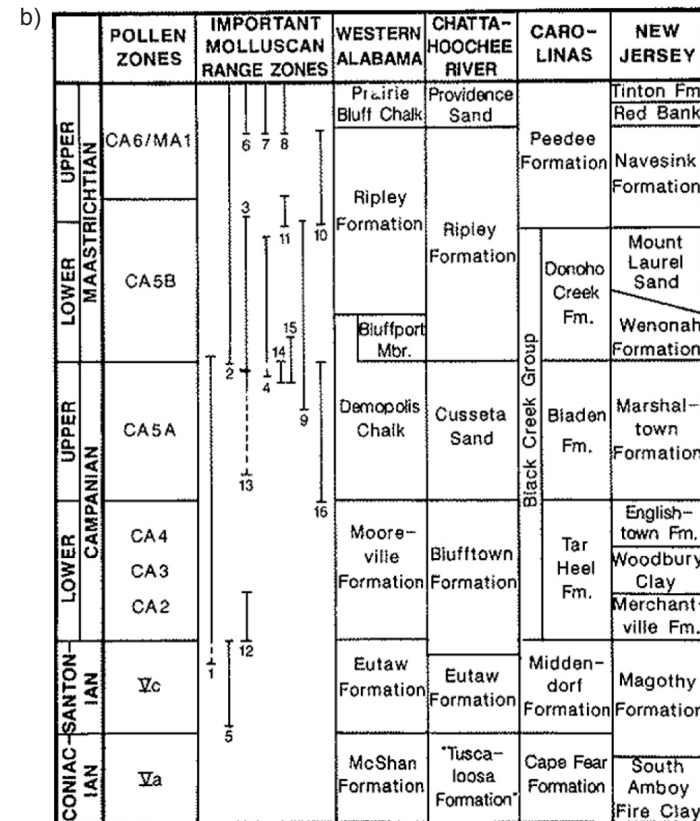 b)
POLLEN
ZONES
IMPORTANT
MOLLUSCAN
RANGE ZONES
WESTERN
ALABAMA
CHATTA-
HOOCHEE
RIVER
CARO-
LINAS
NEW
JERSEY
UPPER
LOWER
MAASTRICHTIAN
UPPER
LOWER
CAMPANIAN
SANTON-
IAN
CONIAC-
IAN
CA6/MA1
CA5B
CA5A
CA4
CA3
CA2
Vc
Va
6 7 8
3
11
10
15
14
2
4
9
13
16
12
1
5
Prairie
Bluff Chalk
Ripley
Formation
Bluffport
Mbr.
Demopolis
Chalk
Moore-
ville
Formation
Eutaw
Formation
McShan
Formation
Providence
Sand
Ripley
Formation
Cusseta
Sand
Blufftown
Formation
Eutaw
Formation
"Tusca-
loosa
Formation"
Peedee
Formation
Black Creek Group
Donoho
Creek
Fm.
Bladen
Fm.
Tar
Heel
Fm.
Midden-
dorf
Formation
Cape Fear
Formation
Tinton Fm
Red Bank
Navesink
Formation
Mount
Laurel
Sand
Wenonah
Formation
Marshal-
town
Formation
English-
town Fm.
Woodbury
Clay
Merchant-
ville Fm.
Magothy
Formation
South
Amboy
Fire Clay